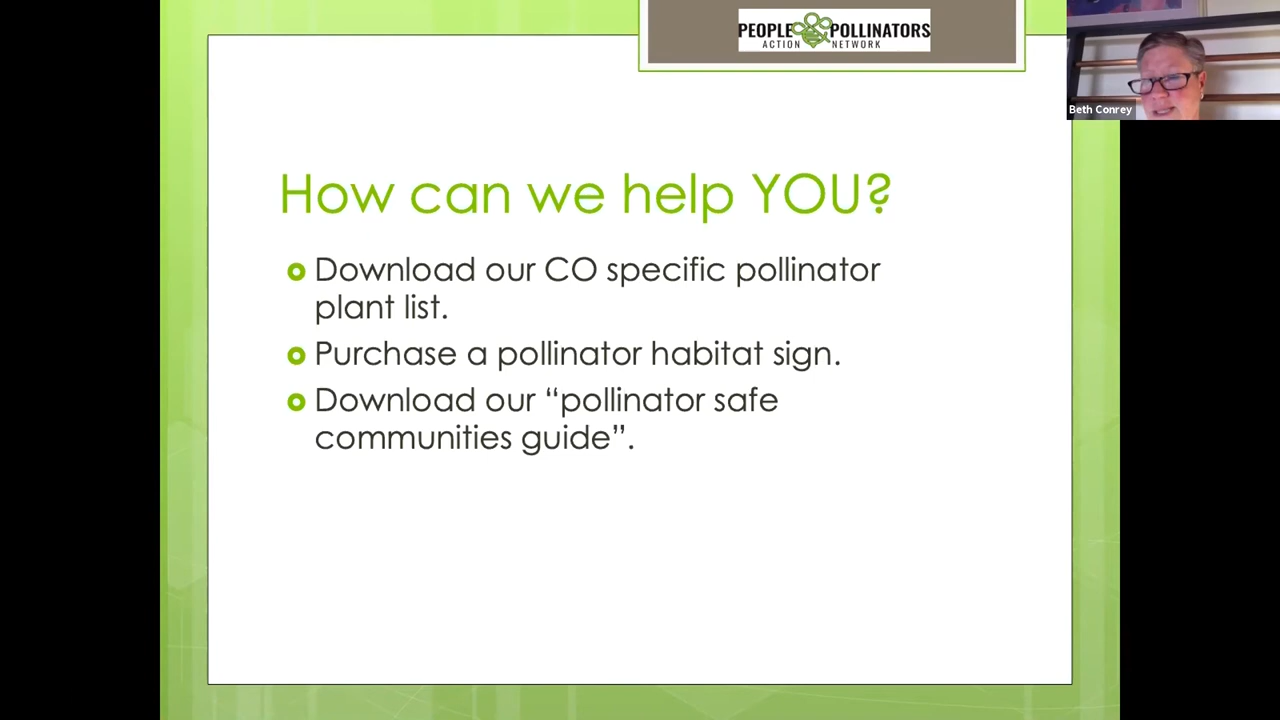 PEOPLE POLLINATORS
ACTION NETWORK
Beth Conrey
How can we help YOU?
Download our CO specific pollinator
plant list.
Purchase a pollinator habitat sign.
Download our “pollinator safe
communities guide”.